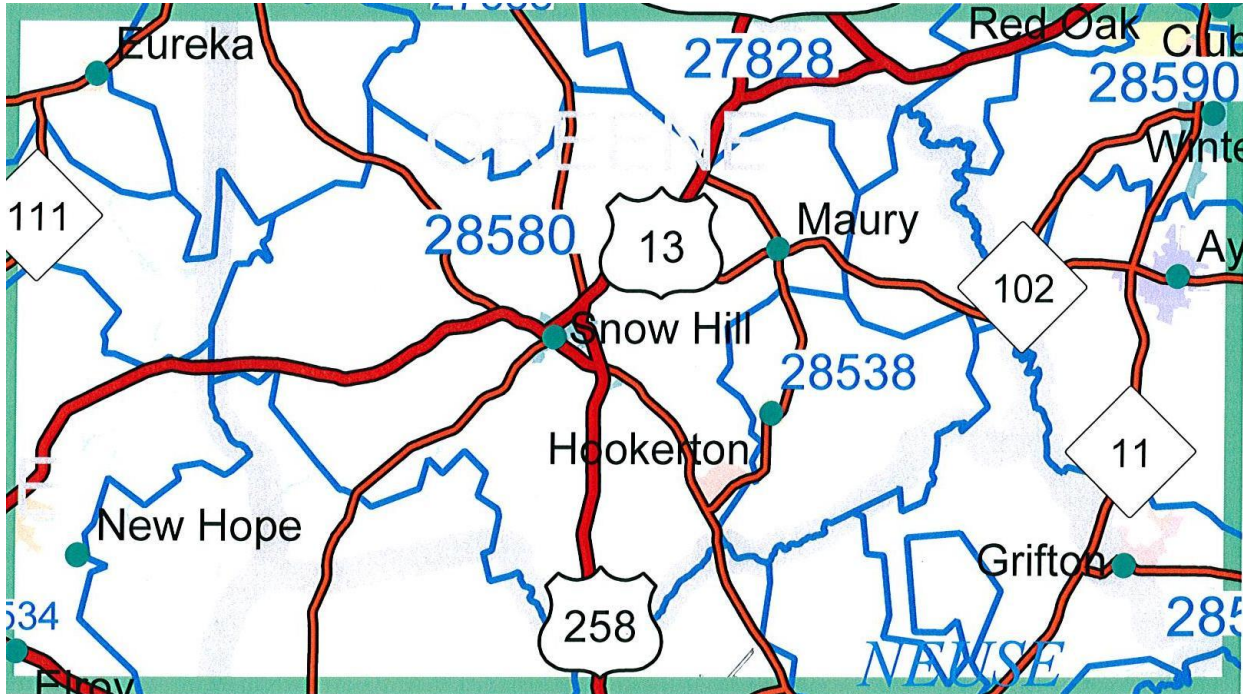 Eureka
Red Oak
27828
28590
GREENE
111
28580
13
Maury
102
Snow Hill
28538
Hookerton
11
New Hope
Grifton
258
NEUSE